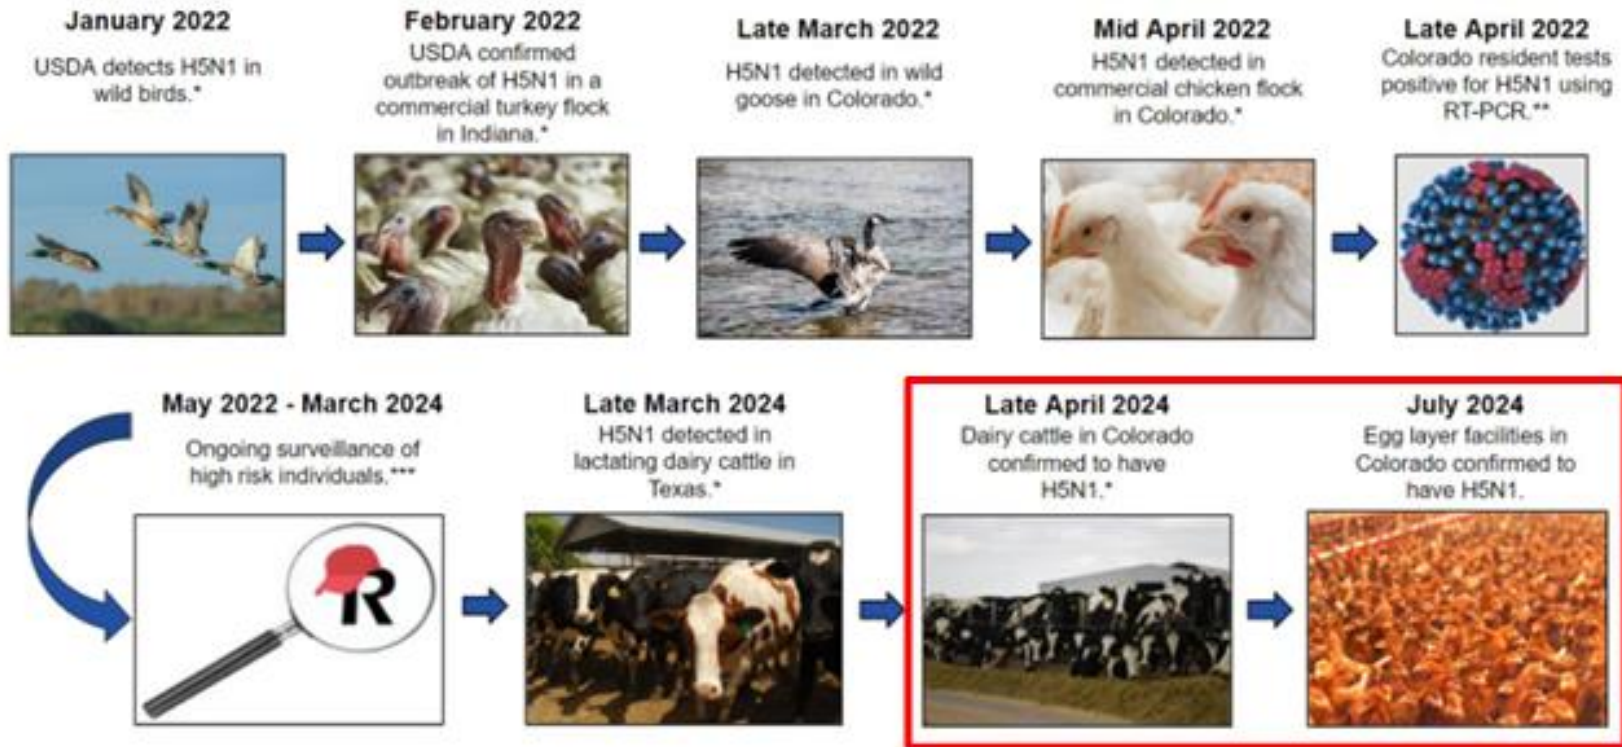 January 2022
USDA detects H5N1 in
wild birds.*
February 2022
USDA confirmed
outbreak of H5N1 in a
commercial turkey flock
in Indiana.*
Late March 2022
H5N1 detected in wild
goose in Colorado.*
Mid April 2022
H5N1 detected in
commercial chicken flock
in Colorado.*
Late April 2022
Colorado resident tests
positive for H5N1 using
RT-PCR.**
May 2022 - March 2024
Ongoing surveillance of
high risk individuals.***
R
Late March 2024
H5N1 detected in
lactating dairy cattle in
Texas.*
Late April 2024
Dairy cattle in Colorado
confirmed to have
H5N1.*
July 2024
Egg layer facilities in
Colorado confirmed to
have H5N1.